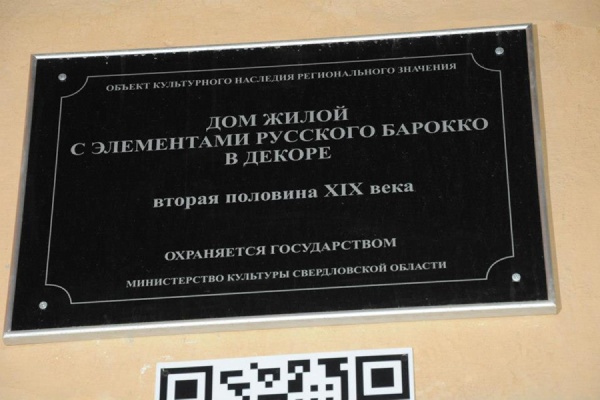 ОБЪЕКТ КУЛЬТУРНОГО НАСЛЕДИЯ РЕГИОНАЛЬНОГО ЗНАЧЕНИЯ
ДОМ ЖИЛОЙ
С ЭЛЕМЕНТАМИ РУССКОГО БАРОККО
В ДЕКОРЕ
вторая половина XIX века
ОХРАНЯЕТСЯ ГОСУДАРСТВОМ
МИНИСТЕРСТВО КУЛЬТУРЫ СВЕРДЛОВСКОЙ ОБЛАСТИ